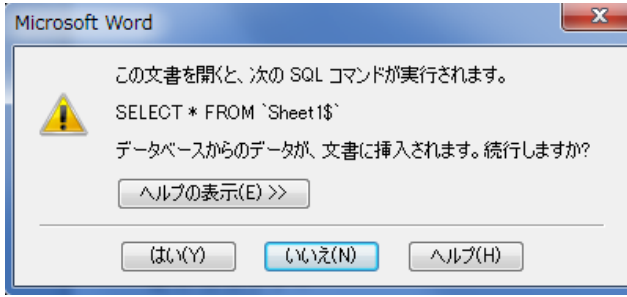 Microsoft Word
この文書を開くと、次の SQL コマンドが実行されます。
SELECT * FROM `Sheet1$`
データベースからのデータが、文書に挿入されます。続行しますか?
ヘルプの表示(E) >>
はい(Y) いいえ(N) ヘルプ(H)